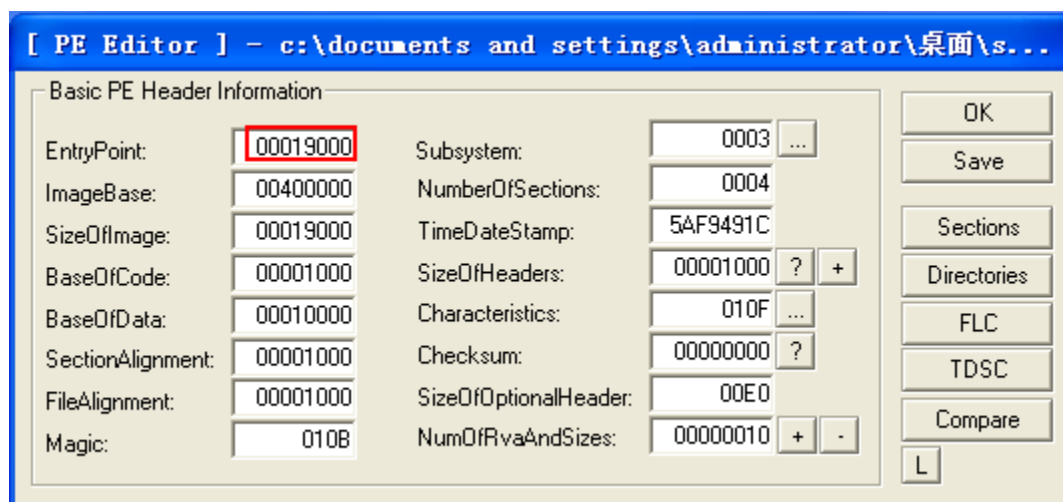 [ PE Editor ] - c:\documents and settings\administrator\桌面\s...
Basic PE Header Information
EntryPoint: 00019000
ImageBase: 00400000
SizeOfImage: 00019000
BaseOfCode: 00001000
BaseOfData: 00010000
SectionAlignment: 00001000
FileAlignment: 00001000
Magic: 010B
Subsystem: 0003 ...
NumberOfSections: 0004
TimeDateStamp: 5AF9491C
SizeOfHeaders: 00001000 ? +
Characteristics: 010F ...
Checksum: 00000000 ?
SizeOfOptionalHeader: 00E0
NumOfRvaAndSizes: 00000010 + -
OK
Save
Sections
Directories
FLC
TDSC
Compare
L